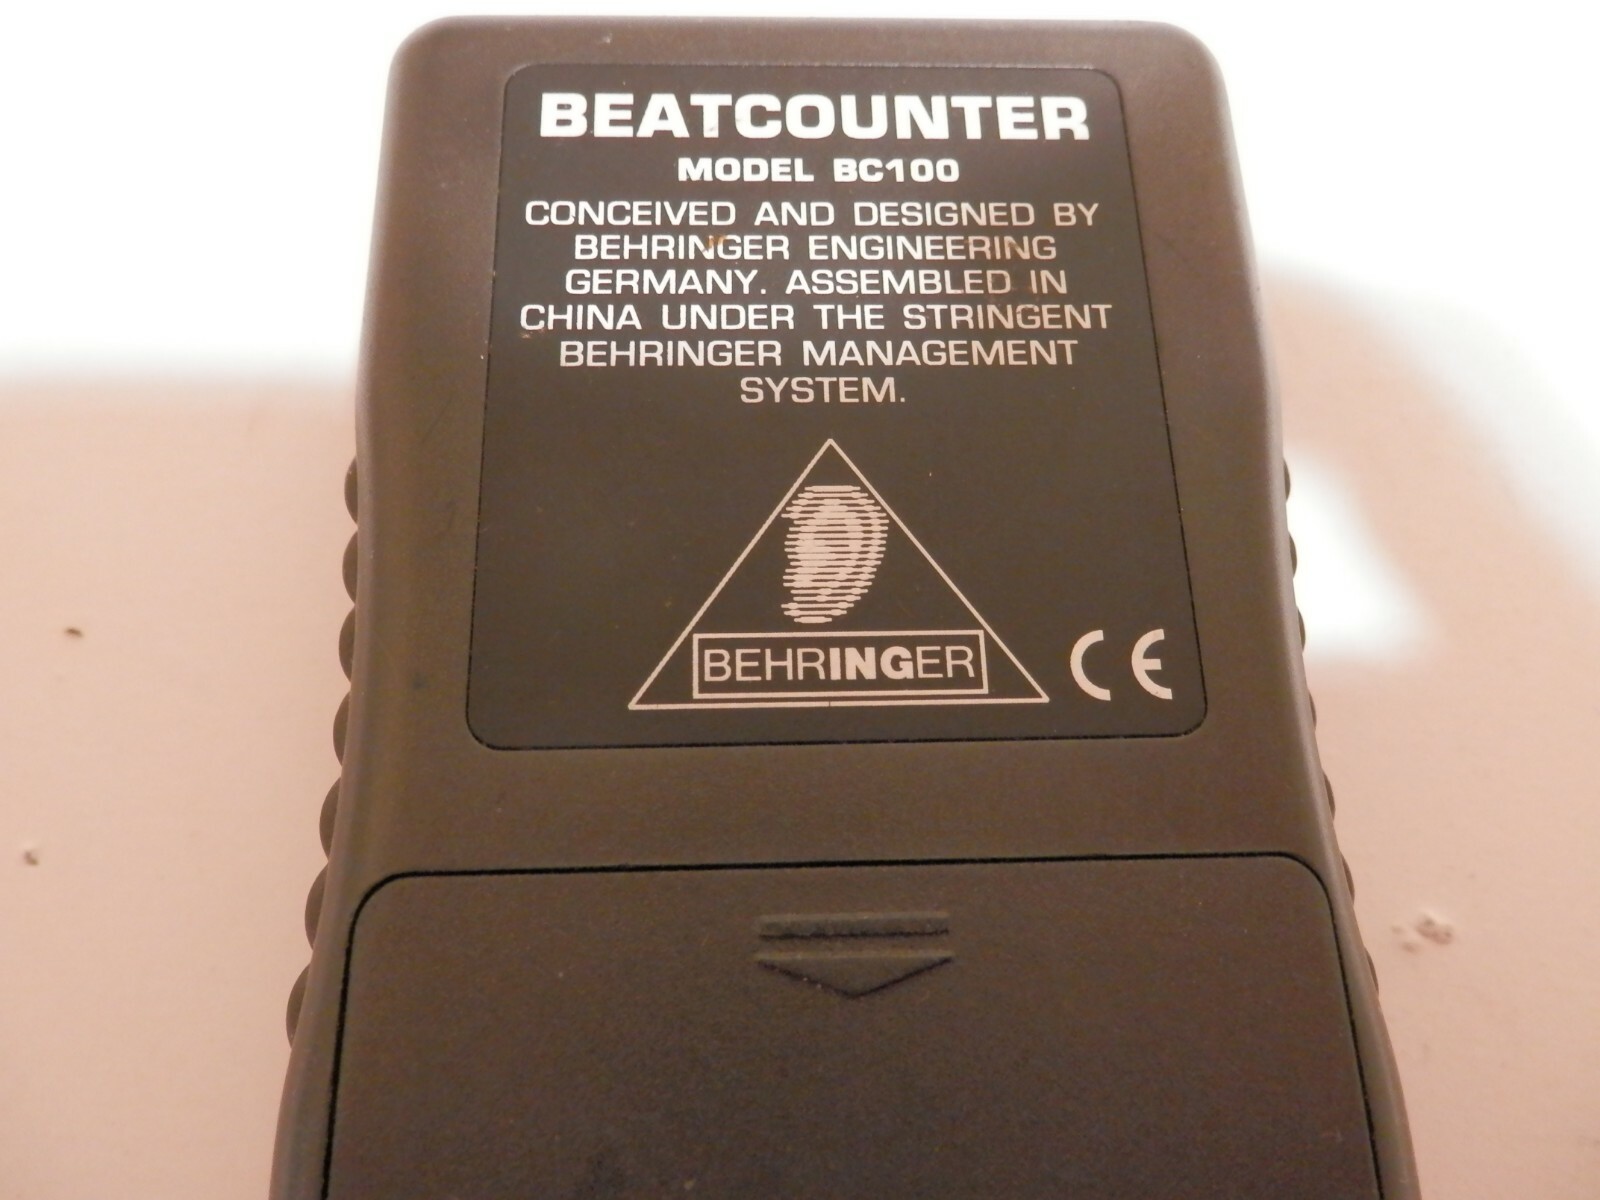 BEATCOUNTER
MODEL BC100
CONCEIVED AND DESIGNED BY
BEHRINGER ENGINEERING
GERMANY. ASSEMBLED IN
CHINA UNDER THE STRINGENT
BEHRINGER MANAGEMENT
SYSTEM.
BEHRINGER
CE